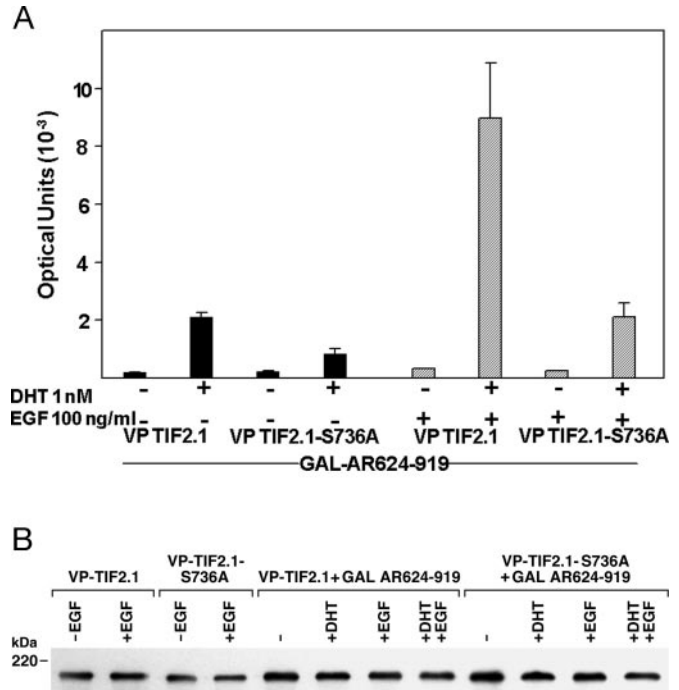 A
Optical Units (10-3)
10
8
6
4
2
DHT 1 nM - + - + - + - +
EGF 100 ng/ml - - - - + + + +
VP TIF2.1 VP TIF2.1-S736A VP TIF2.1 VP TIF2.1-S736A
GAL-AR624-919
B
VP-TIF2.1
VP-TIF2.1-
S736A
VP-TIF2.1+GAL AR624-919
VP-TIF2.1- S736A
+GAL AR624-919
-EGF
+EGF
-EGF
+EGF
-
+DHT
+EGF
+DHT
+EGF
-
+DHT
+EGF
+DHT
+EGF
kDa
220